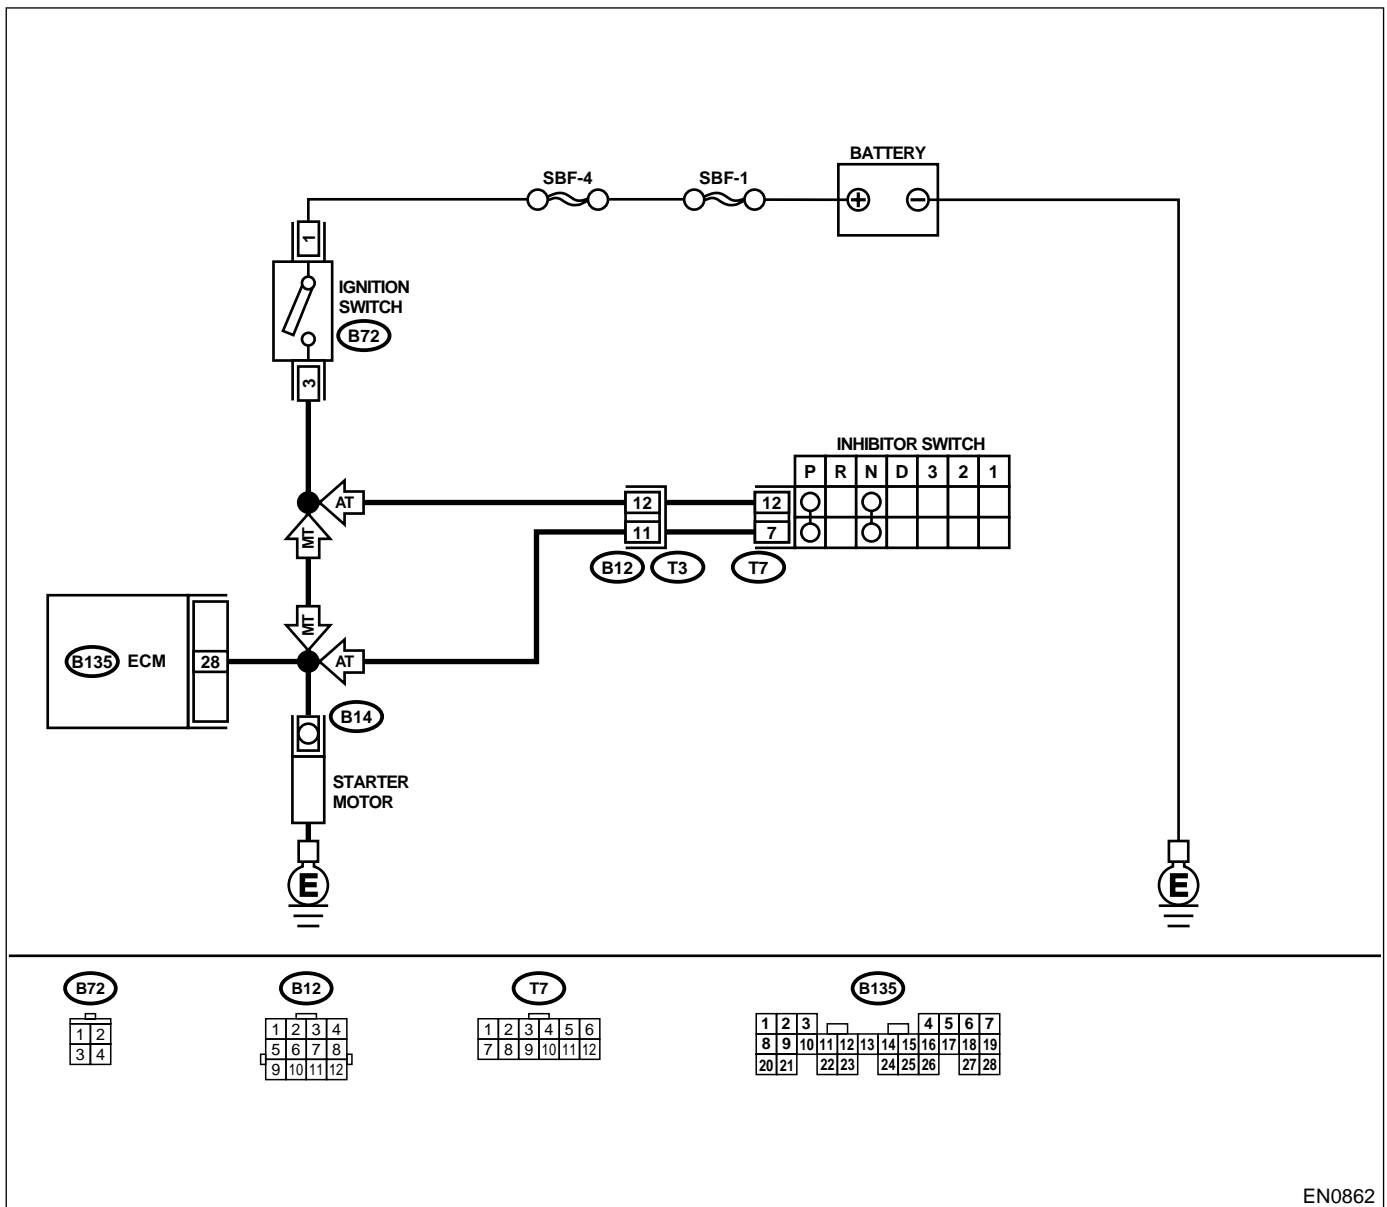 BATTERY
SBF-4
SBF-1
+
−
1
IGNITION
SWITCH
B72
3
INHIBITOR SWITCH
P R N D 3 2 1
AT
12
12
MT
11
7
B12
T3
T7
MT
B135 ECM
28
AT
B14
STARTER
MOTOR
E
E
B72
B12
T7
B135
1 2
3 4
1 2 3 4
5 6 7 8
9 10 11 12
1 2 3 4 5 6
7 8 9 10 11 12
1 2 3 4 5 6 7
8 9 10 11 12 13 14 15 16 17 18 19
20 21 22 23 24 25 26 27 28
EN0862